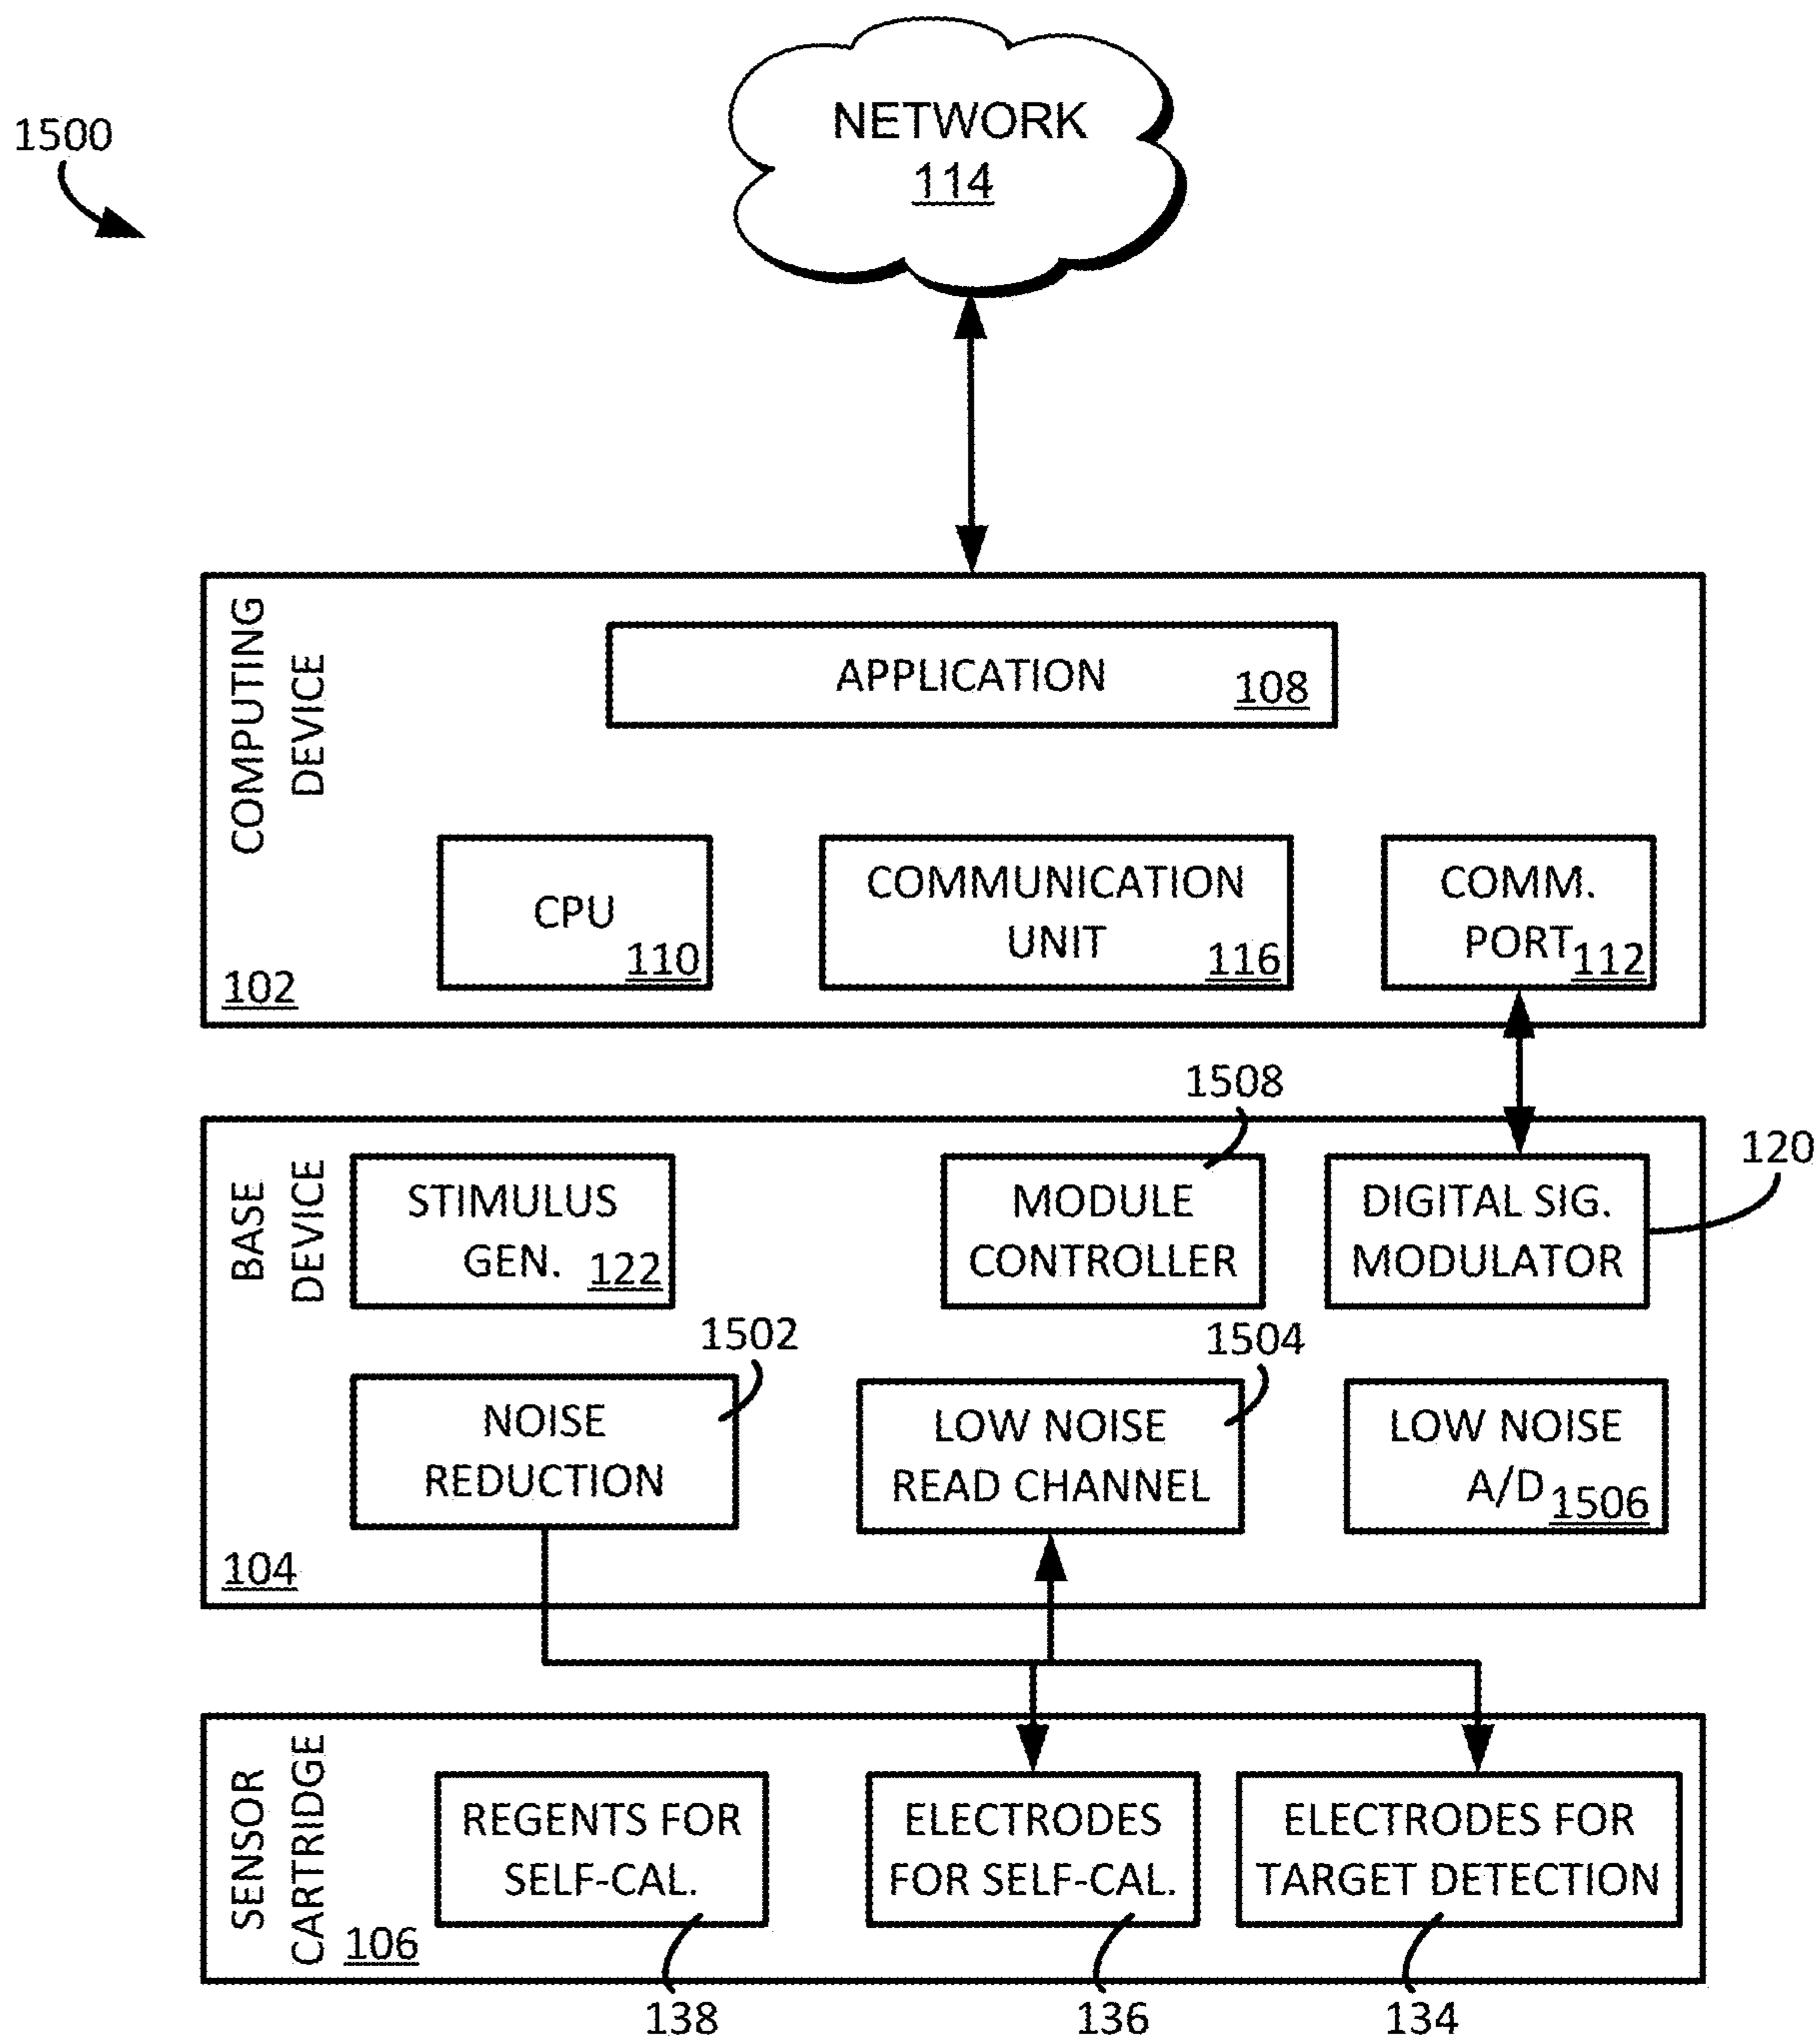 1500
NETWORK
114
COMPUTING
DEVICE
102
APPLICATION
108
CPU
110
COMMUNICATION
UNIT
116
COMM.
PORT
112
BASE
DEVICE
104
STIMULUS
GEN.
122
1508
MODULE
CONTROLLER
DIGITAL SIG.
MODULATOR
120
1502
NOISE
REDUCTION
1504
LOW NOISE
READ CHANNEL
LOW NOISE
A/D
1506
SENSOR
CARTRIDGE
106
REGENTS FOR
SELF-CAL.
138
ELECTRODES
FOR SELF-CAL.
136
ELECTRODES FOR
TARGET DETECTION
134